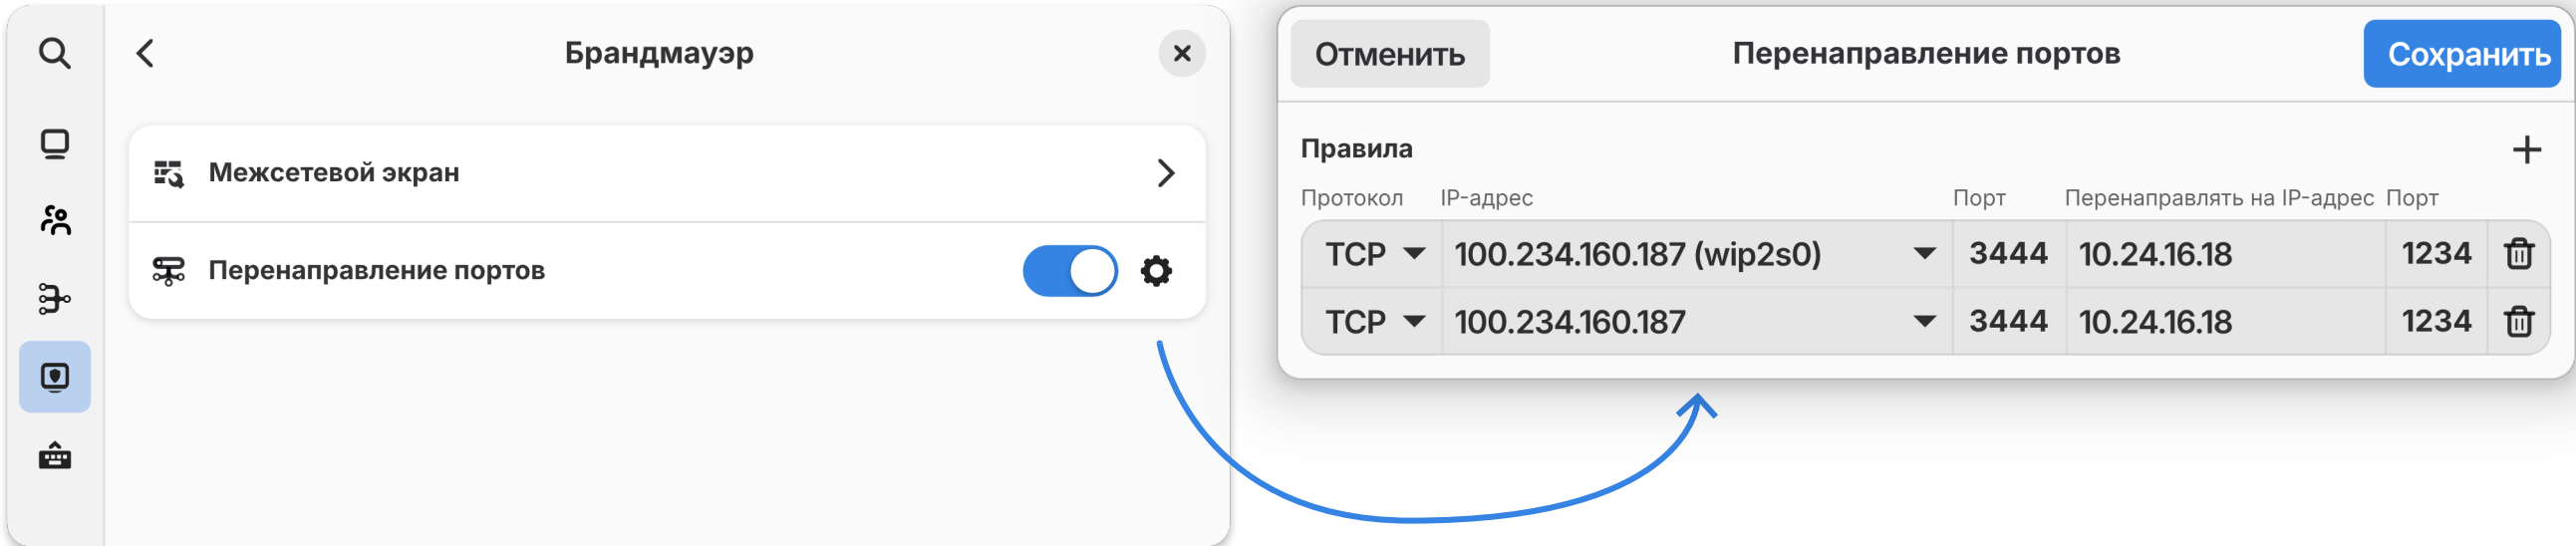 Брандмауэр
Межсетевой экран
Перенаправление портов
Отменить
Перенаправление портов
Сохранить
Правила
Протокол IP-адрес Порт Перенаправлять на IP-адрес Порт
TCP 100.234.160.187 (wip2s0) 3444 10.24.16.18 1234
TCP 100.234.160.187 3444 10.24.16.18 1234